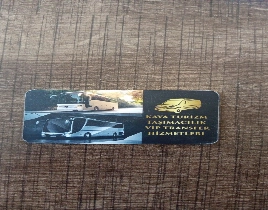 KAYA TURİZM
TAŞIMACILIK
VIP TRANSFER
HİZMETLERİ